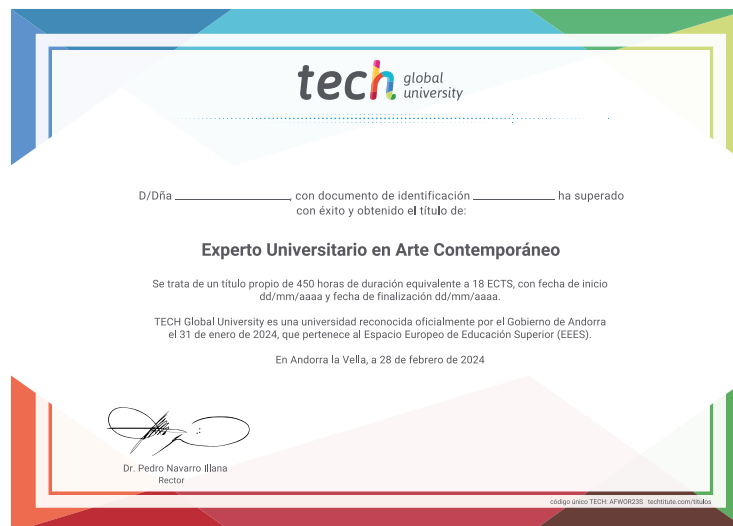 tech global university
D/Dña ____________________, con documento de identificación ______________ ha superado
con éxito y obtenido el título de:
Experto Universitario en Arte Contemporáneo
Se trata de un título propio de 450 horas de duración equivalente a 18 ECTS, con fecha de inicio
dd/mm/aaaa y fecha de finalización dd/mm/aaaa.
TECH Global University es una universidad reconocida oficialmente por el Gobierno de Andorra
el 31 de enero de 2024, que pertenece al Espacio Europeo de Educación Superior (EEES).
En Andorra la Vella, a 28 de febrero de 2024
Dr. Pedro Navarro Illana
Rector
código único TECH: AFWOR23S techtitute.com/titulos